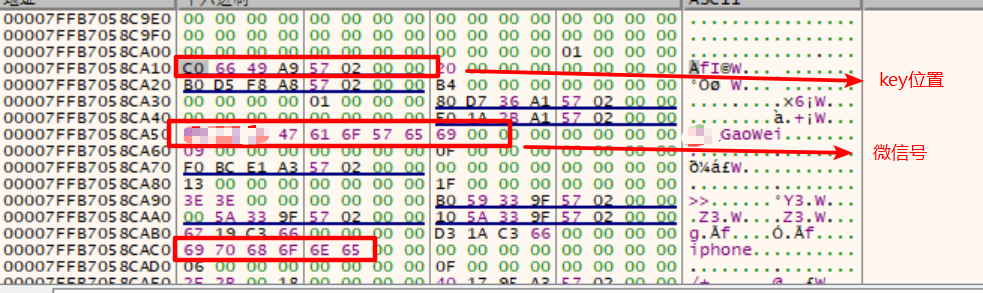 十六进制 ASCII
00007FFB7058C9E0 00 00 00 00 00 00 00 00 00 00 00 00 00 00 00 00 ................
00007FFB7058C9F0 00 00 00 00 00 00 00 00 00 00 00 00 00 00 00 00 ................
00007FFB7058CA00 00 00 00 00 00 00 00 00 00 00 00 00 01 00 00 00 ................
00007FFB7058CA10 C0 66 49 A9 57 02 00 00 20 00 00 00 00 00 00 00 ÀfI©W... ....... key位置
00007FFB7058CA20 B0 D5 F8 A8 57 02 00 00 B4 00 00 00 00 00 00 00
00007FFB7058CA30 00 00 00 00 01 00 00 00 80 D7 36 A1 57 02 00 00
00007FFB7058CA40 00 00 00 00 00 00 00 00 E0 1A 2B A1 57 02 00 00
00007FFB7058CA50 47 61 6F 57 65 69 00 00 00 00 00 GaoWei..... 微信号
00007FFB7058CA60 09 00 00 00 00 00 00 00 0F 00 00 00 00 00 00 00 ................
00007FFB7058CA70 F0 BC E1 A3 57 02 00 00 00 00 00 00 00 00 00 00 ð¼á£W...........
00007FFB7058CA80 13 00 00 00 00 00 00 00 1F 00 00 00 00 00 00 00 ................
00007FFB7058CA90 3E 3E 00 00 00 00 00 00 B0 59 33 9F 57 02 00 00 >>......°Y3.W...
00007FFB7058CAA0 00 5A 33 9F 57 02 00 00 10 5A 33 9F 57 02 00 00 .Z3.W....Z3.W...
00007FFB7058CAB0 67 19 C3 66 00 00 00 00 D3 1A C3 66 00 00 00 00 g.Ãf....Ó.Ãf....
00007FFB7058CAC0 69 70 68 6F 6E 65 00 00 00 00 00 00 00 00 00 00 iphone..........
00007FFB7058CAD0 06 00 00 00 00 00 00 00 0F 00 00 00 00 00 00 00 ................